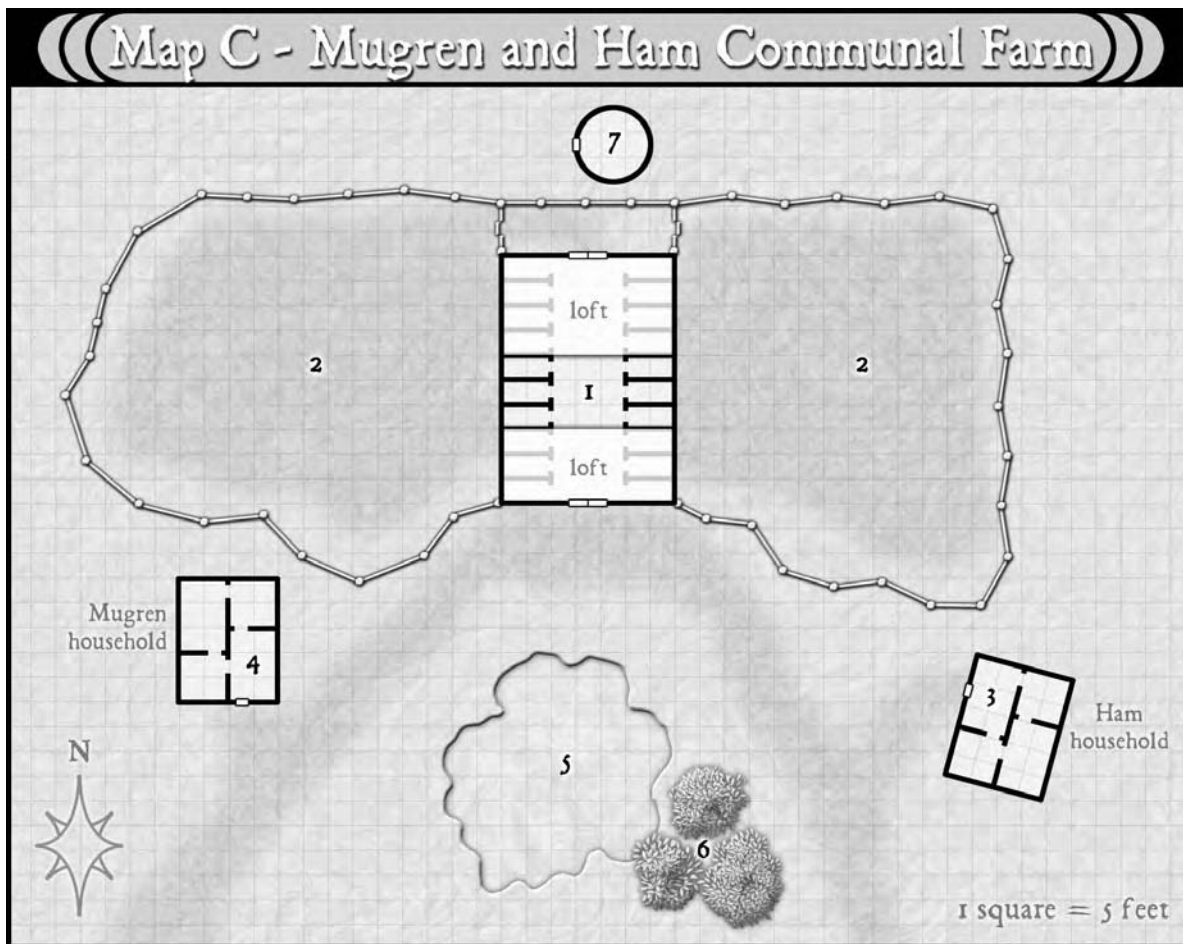 Map C - Mugren and Ham Communal Farm
7
loft
2
2
1
loft
Mugren
household
4
3
Ham
household
5
N
6
1 square = 5 feet